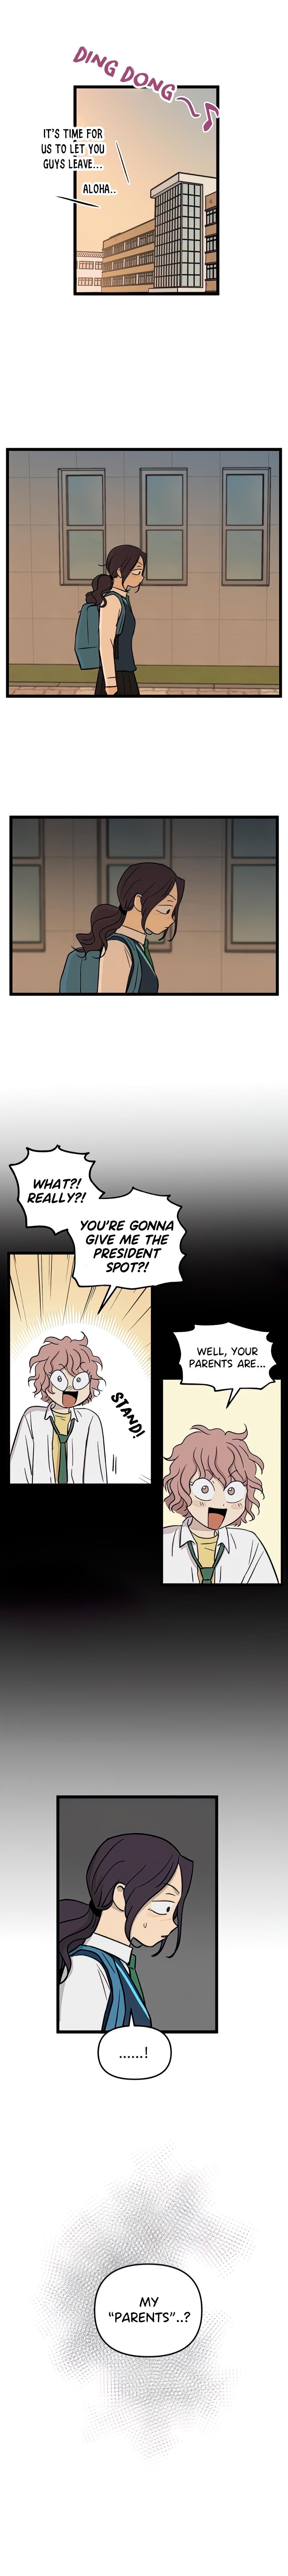 DING DONG
IT'S TIME FOR
US TO LET YOU
GUYS LEAVE...
ALOHA..
WHAT?!
REALLY?!
YOU'RE GONNA
GIVE ME THE
PRESIDENT
SPOT?!
STAND!
WELL, YOUR
PARENTS ARE...
......!
MY
"PARENTS"..?